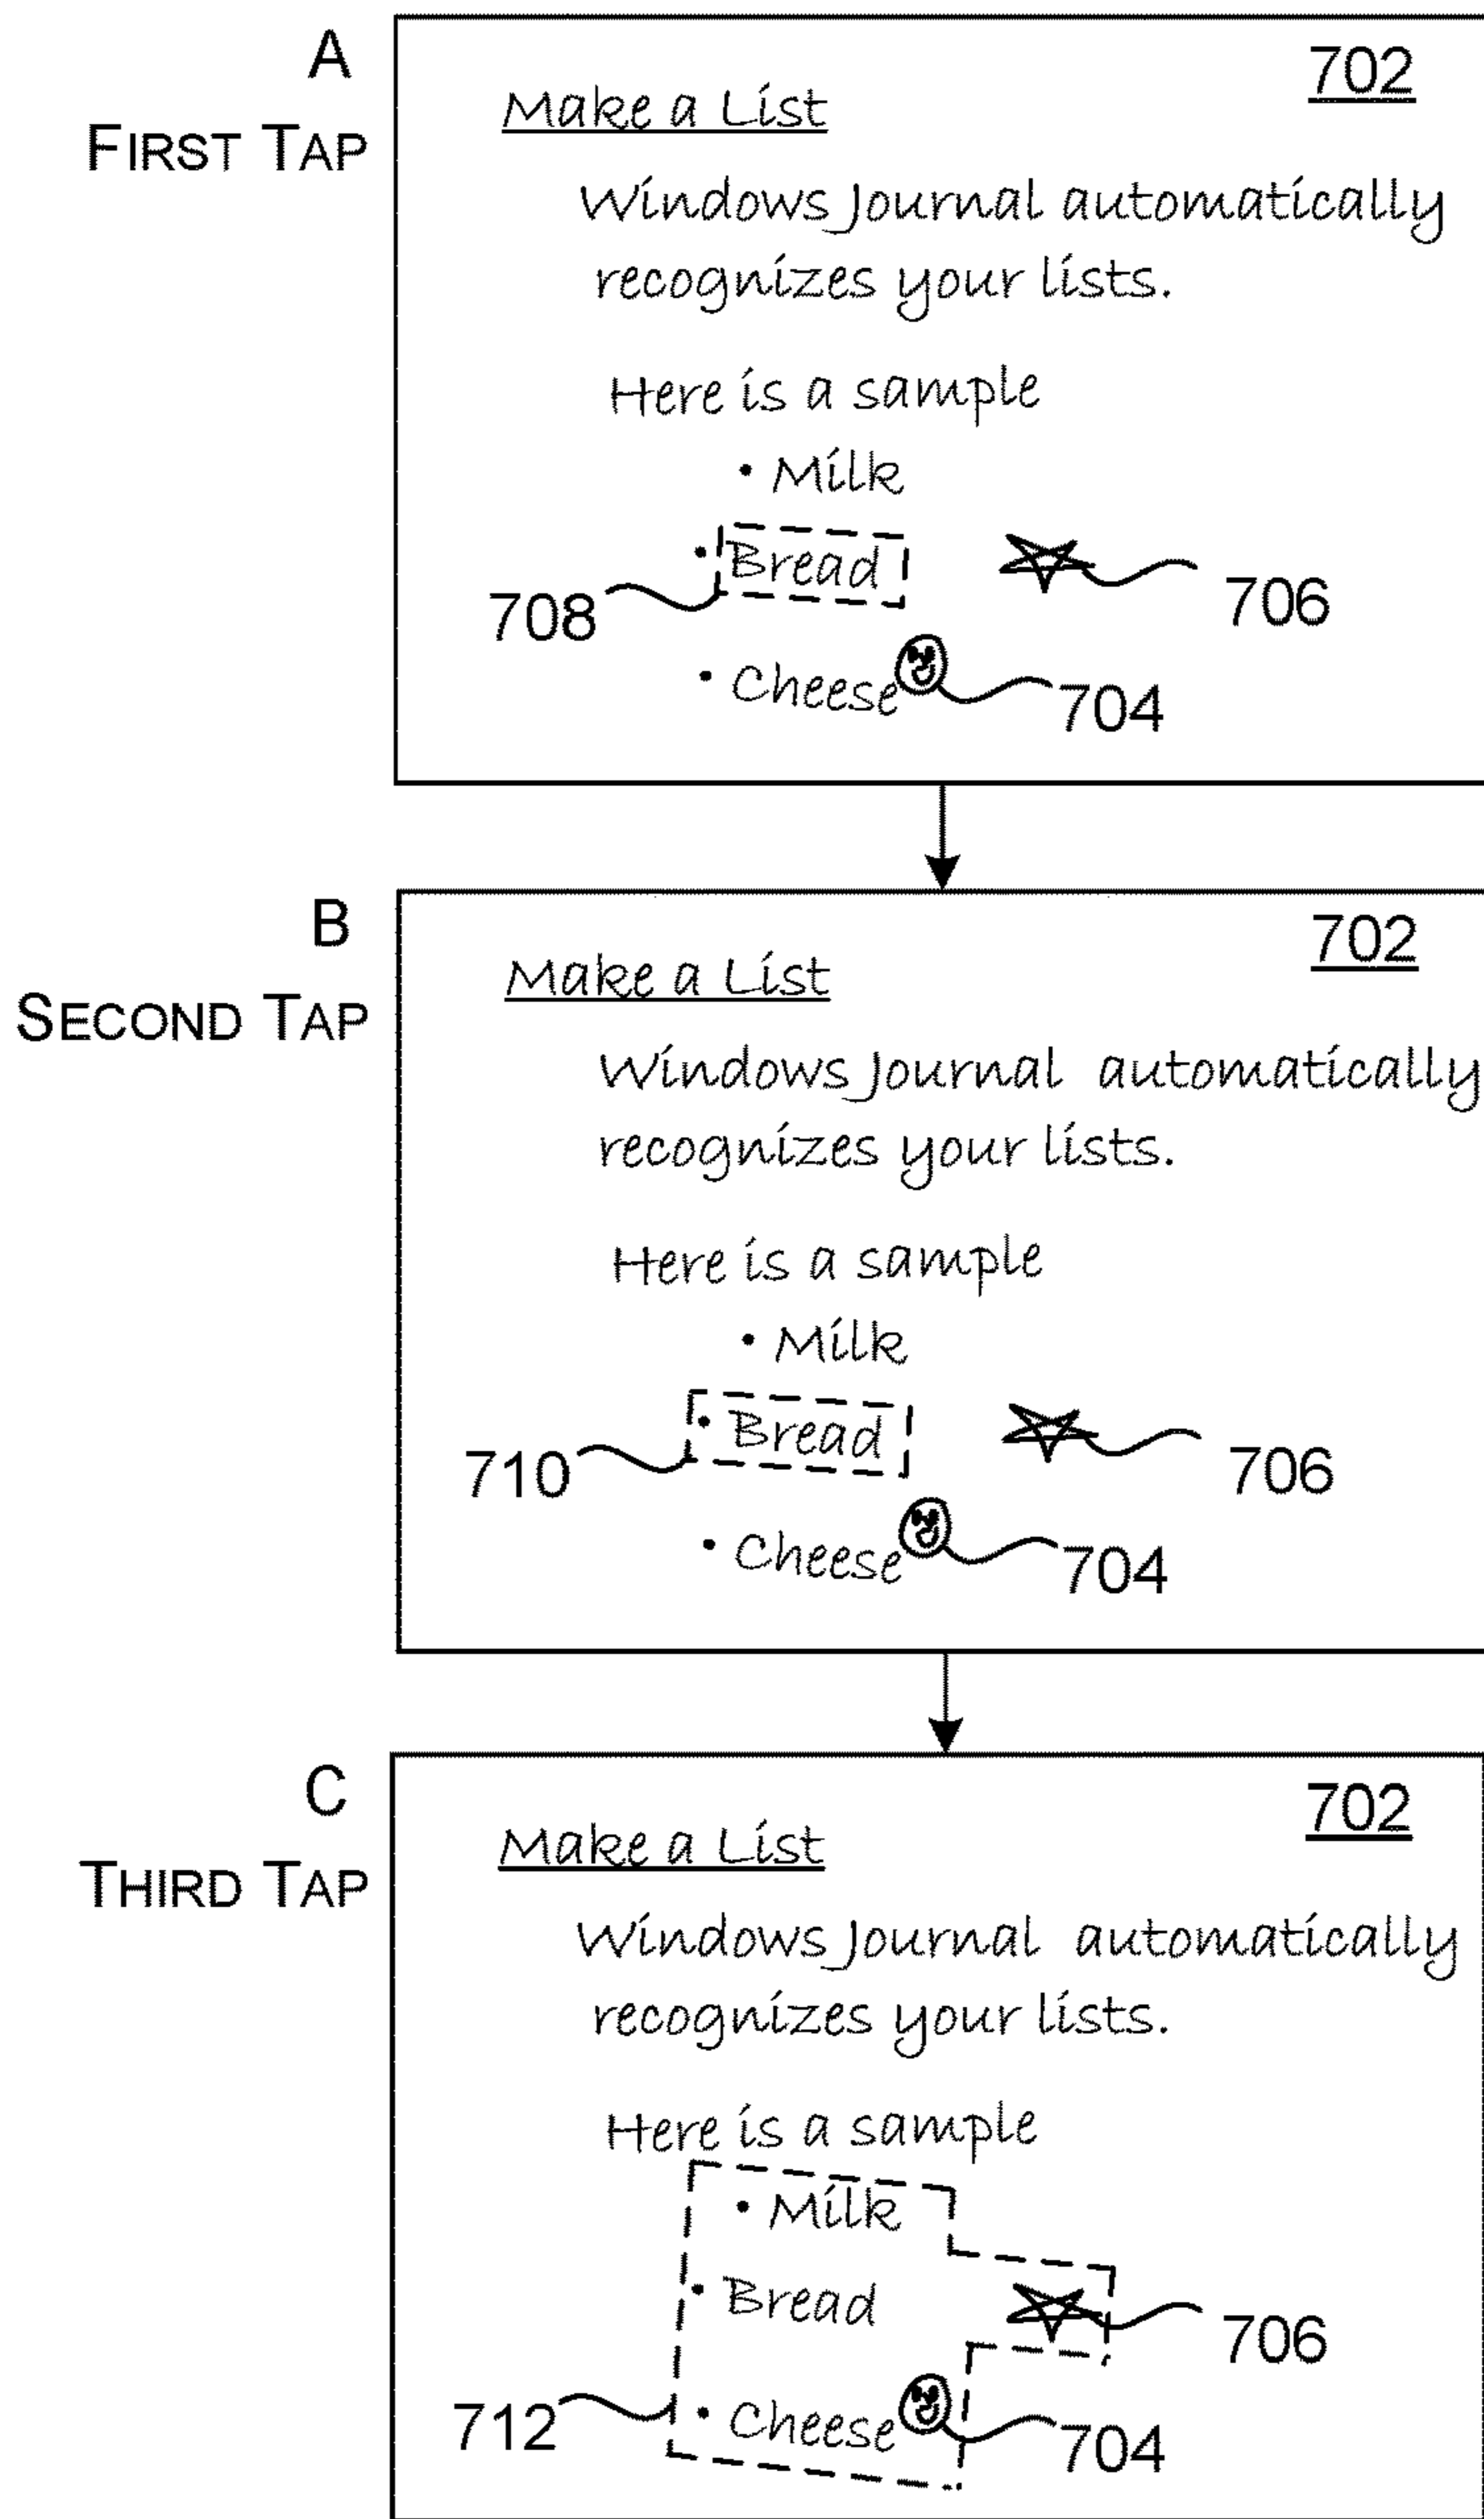 A
FIRST TAP
702
Make a List
Windows Journal automatically
recognizes your lists.
Here is a sample
• Milk
• Bread
706
708
• Cheese
704
B
SECOND TAP
702
Make a List
Windows Journal automatically
recognizes your lists.
Here is a sample
• Milk
• Bread
706
710
• Cheese
704
C
THIRD TAP
702
Make a List
Windows Journal automatically
recognizes your lists.
Here is a sample
• Milk
• Bread
706
712
• Cheese
704